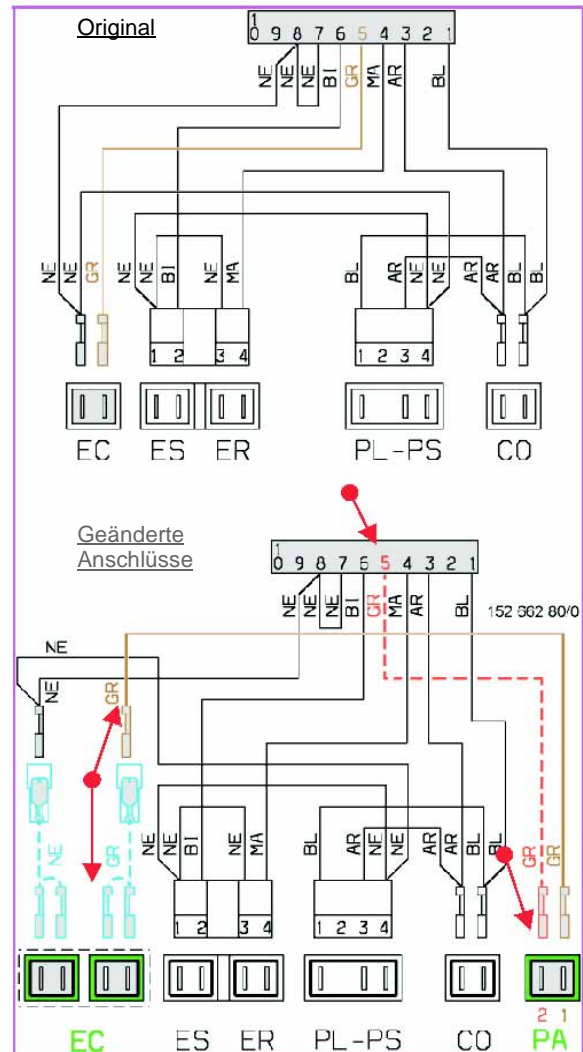 Original
1
0 9 8 7 6 5 4 3 2 1
NE NE NE BI GR MA AR BL
NE NE GR NE NE BI NE MA BL AR NE NE AR AR BL BL
1 2 3 4 1 2 3 4
EC ES ER PL-PS CO
Geänderte
Anschlüsse
1
0 9 8 7 6 5 4 3 2 1
NE NE NE BI GR MA AR BL 152 662 80/0
NE
NE GR
NE NE BI NE MA BL AR NE NE AR AR BL BL GR GR
NE GR
1 2 3 4 1 2 3 4
2 1
EC ES ER PL-PS CO PA